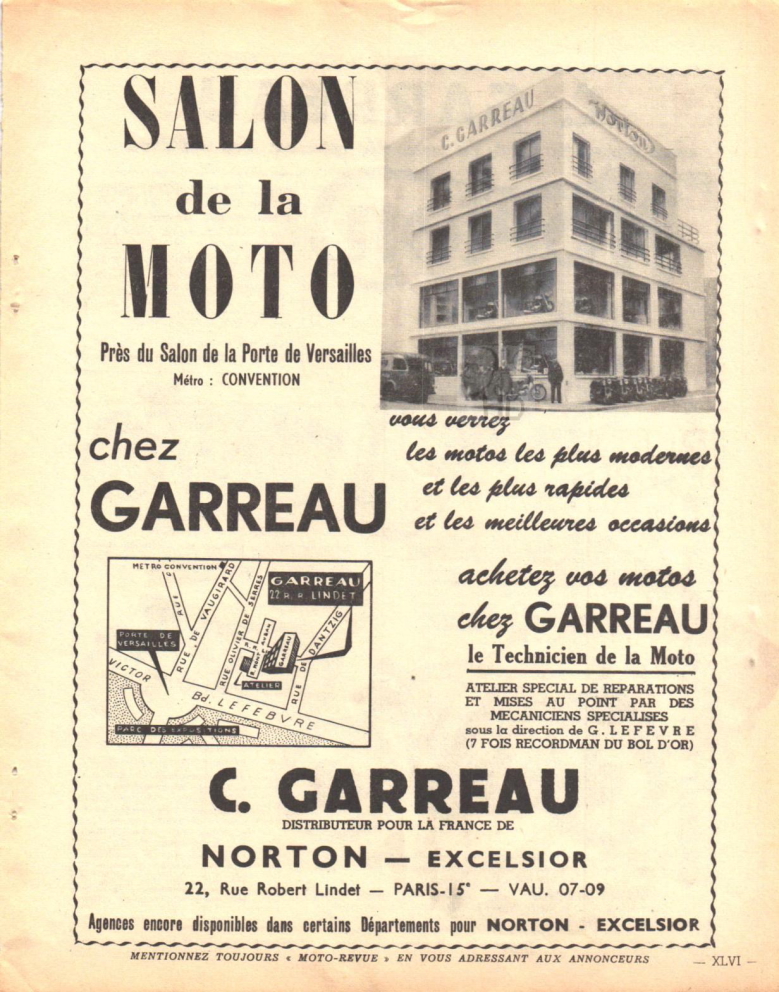 SALON
de la
MOTO
Près du Salon de la Porte de Versailles
Métro : CONVENTION
C. GARREAU
Norton
chez
GARREAU
vous verrez
les motos les plus modernes
et les plus rapides
et les meilleures occasions
METRO CONVENTION
RUE
RUE DE VAUGIRARD
RUE OLIVIER DE SERRES
GARREAU
22 R. R. LINDET
PORTE DE
VERSAILLES
VICTOR
GARREAU
ATELIER
RUE DE DANTZIG
Bd. LEFEBVRE
PARC DES EXPOSITIONS
achetez vos motos
chez GARREAU
le Technicien de la Moto
ATELIER SPECIAL DE REPARATIONS
ET MISES AU POINT PAR DES
MECANICIENS SPECIALISES
sous la direction de G. LEFEVRE
(7 FOIS RECORDMAN DU BOL D'OR)
C. GARREAU
DISTRIBUTEUR POUR LA FRANCE DE
NORTON — EXCELSIOR
22, Rue Robert Lindet — PARIS-15° — VAU. 07-09
Agences encore disponibles dans certains Départements pour NORTON - EXCELSIOR
MENTIONNEZ TOUJOURS « MOTO-REVUE » EN VOUS ADRESSANT AUX ANNONCEURS
— XLVI —